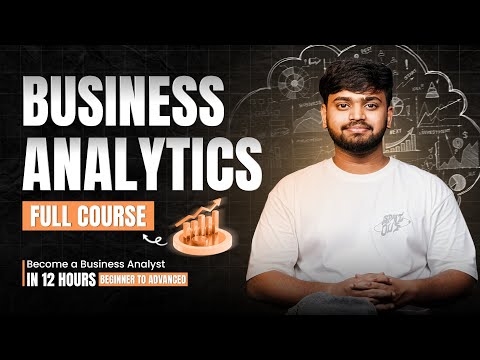 BUSINESS
ANALYTICS
FULL COURSE
Become a Business Analyst
IN 12 HOURS BEGINNER TO ADVANCED